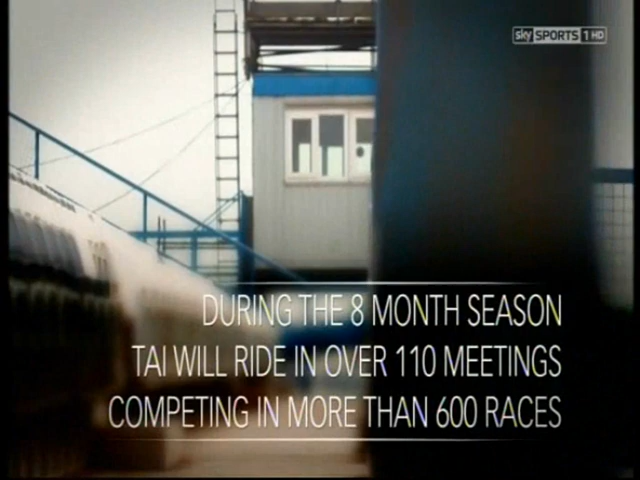 sky SPORTS 1 HD
DURING THE 8 MONTH SEASON
TAI WILL RIDE IN OVER 110 MEETINGS
COMPETING IN MORE THAN 600 RACES